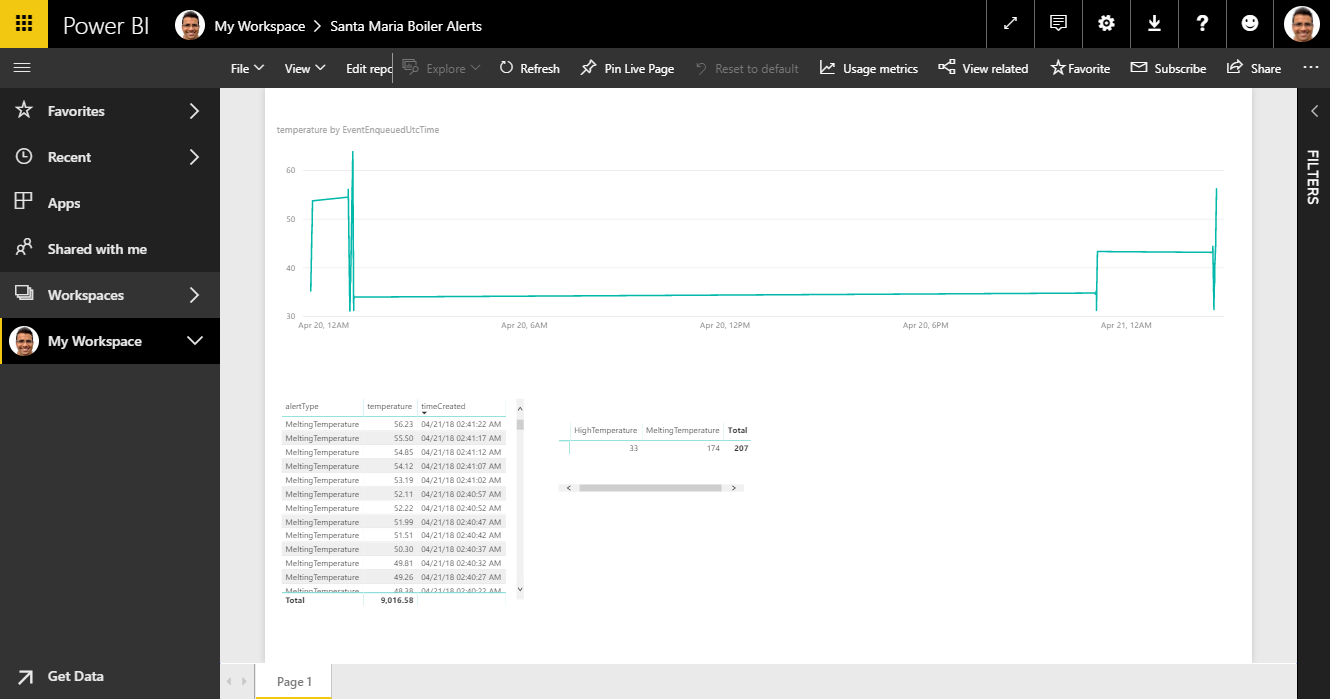 Power BI My Workspace > Santa Maria Boiler Alerts
File View Edit repo Explore Refresh Pin Live Page Reset to default Usage metrics View related Favorite Subscribe Share ...
Favorites
Recent
Apps
Shared with me
Workspaces
My Workspace
Get Data
temperature by EventEnqueuedUtcTime
60
50
40
30
Apr 20, 12AM Apr 20, 6AM Apr 20, 12PM Apr 20, 6PM Apr 21, 12AM
alertType temperature timeCreated
MeltingTemperature 56.23 04/21/18 02:41:22 AM
MeltingTemperature 55.50 04/21/18 02:41:17 AM
MeltingTemperature 54.85 04/21/18 02:41:12 AM
MeltingTemperature 54.12 04/21/18 02:41:07 AM
MeltingTemperature 53.19 04/21/18 02:41:02 AM
MeltingTemperature 52.11 04/21/18 02:40:57 AM
MeltingTemperature 52.22 04/21/18 02:40:52 AM
MeltingTemperature 51.99 04/21/18 02:40:47 AM
MeltingTemperature 51.51 04/21/18 02:40:42 AM
MeltingTemperature 50.30 04/21/18 02:40:37 AM
MeltingTemperature 49.81 04/21/18 02:40:32 AM
MeltingTemperature 49.26 04/21/18 02:40:27 AM
MeltingTemperature 48.38 04/21/18 02:40:22 AM
Total 9,016.58
HighTemperature MeltingTemperature Total
33 174 207
FILTERS
Page 1